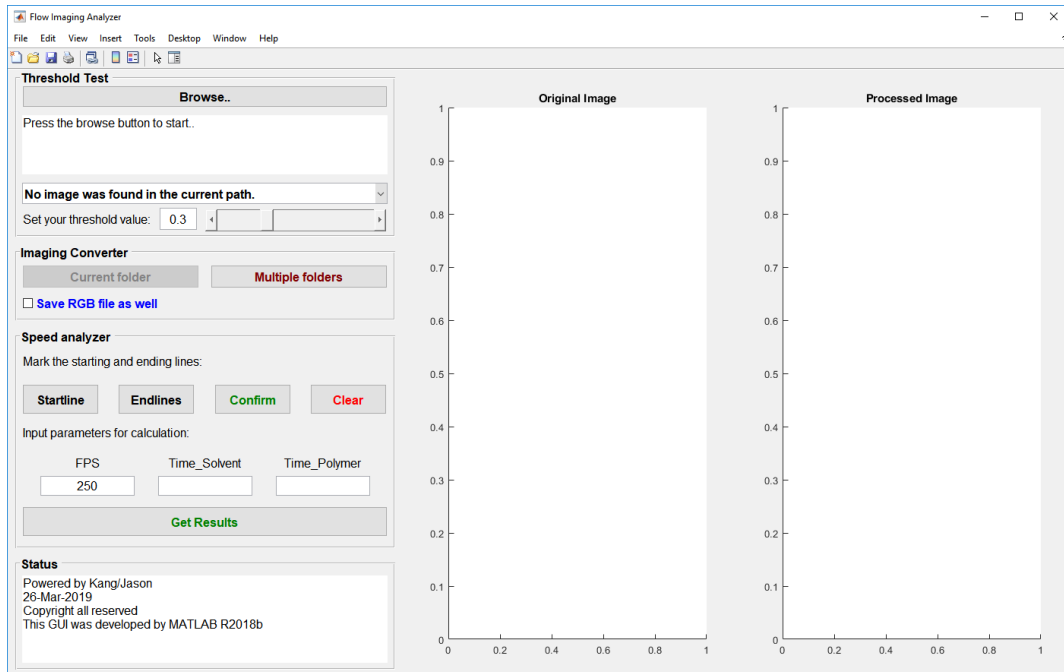 Flow Imaging Analyzer
File Edit View Insert Tools Desktop Window Help
Threshold Test
Browse..
Press the browse button to start..
No image was found in the current path.
Set your threshold value: 0.3
Imaging Converter
Current folder Multiple folders
Save RGB file as well
Speed analyzer
Mark the starting and ending lines:
Startline Endlines Confirm Clear
Input parameters for calculation:
FPS Time_Solvent Time_Polymer
250
Get Results
Status
Powered by Kang/Jason
26-Mar-2019
Copyright all reserved
This GUI was developed by MATLAB R2018b
Original Image
1
0.9
0.8
0.7
0.6
0.5
0.4
0.3
0.2
0.1
0
0 0.2 0.4 0.6 0.8 1
Processed Image
1
0.9
0.8
0.7
0.6
0.5
0.4
0.3
0.2
0.1
0
0 0.2 0.4 0.6 0.8 1